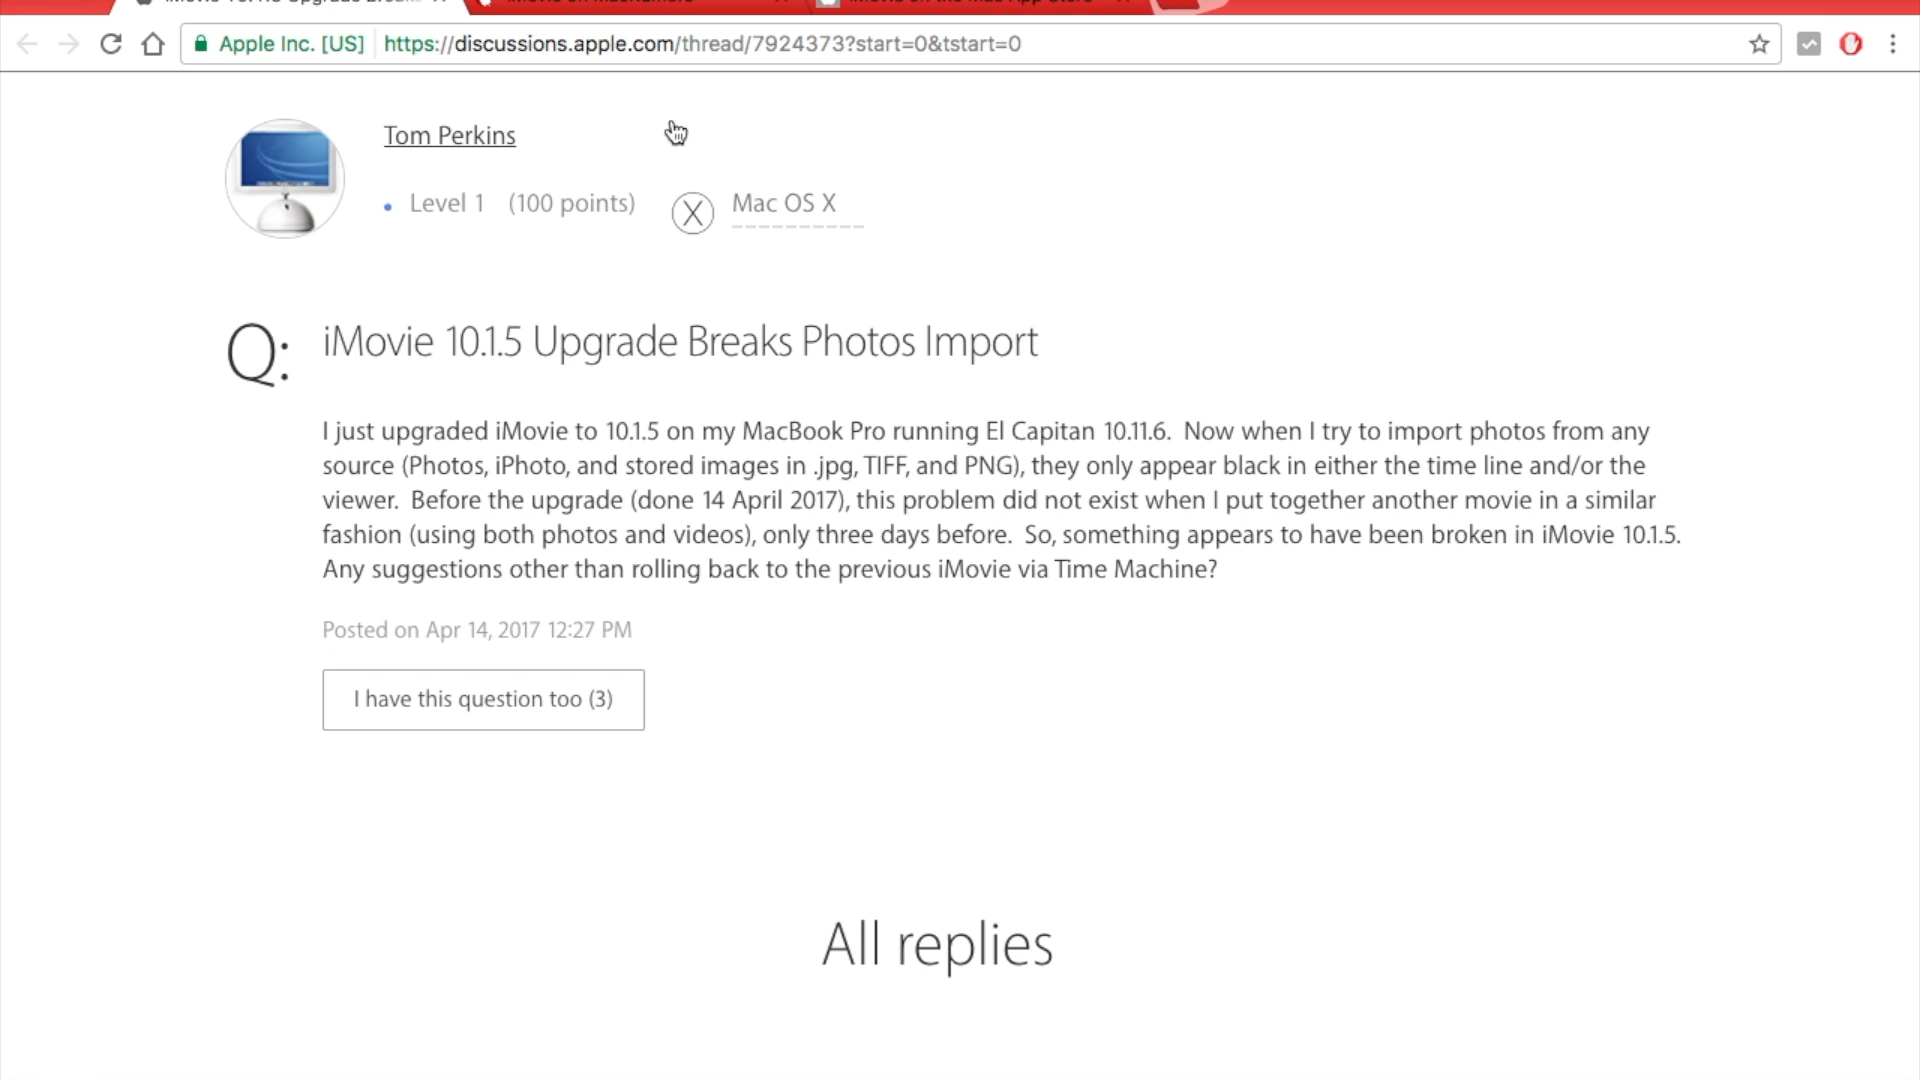 Apple Inc. [US] https://discussions.apple.com/thread/7924373?start=0&tstart=0
Tom Perkins
Level 1 (100 points) X Mac OS X
Q: iMovie 10.1.5 Upgrade Breaks Photos Import
I just upgraded iMovie to 10.1.5 on my MacBook Pro running El Capitan 10.11.6. Now when I try to import photos from any
source (Photos, iPhoto, and stored images in .jpg, TIFF, and PNG), they only appear black in either the time line and/or the
viewer. Before the upgrade (done 14 April 2017), this problem did not exist when I put together another movie in a similar
fashion (using both photos and videos), only three days before. So, something appears to have been broken in iMovie 10.1.5.
Any suggestions other than rolling back to the previous iMovie via Time Machine?
Posted on Apr 14, 2017 12:27 PM
I have this question too (3)
All replies